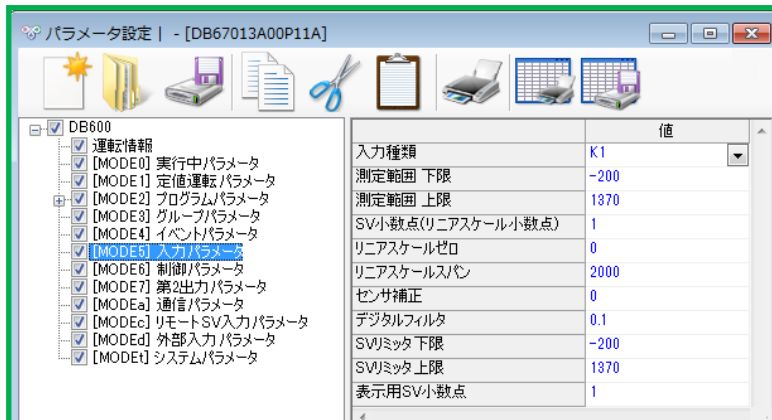 パラメータ設定 | - [DB67013A00P11A]
DB600
運転情報
[MODE0] 実行中パラメータ
[MODE1] 定値運転パラメータ
[MODE2] プログラムパラメータ
[MODE3] グループパラメータ
[MODE4] イベントパラメータ
[MODE5] 入力パラメータ
[MODE6] 制御パラメータ
[MODE7] 第2出力パラメータ
[MODEa] 通信パラメータ
[MODEc] リモートSV入力パラメータ
[MODEd] 外部入力パラメータ
[MODEt] システムパラメータ
値
入力種類 K1
測定範囲 下限 -200
測定範囲 上限 1370
SV小数点(リニアスケール小数点) 1
リニアスケールゼロ 0
リニアスケールスパン 2000
センサ補正 0
デジタルフィルタ 0.1
SVリミッタ 下限 -200
SVリミッタ 上限 1370
表示用SV小数点 1